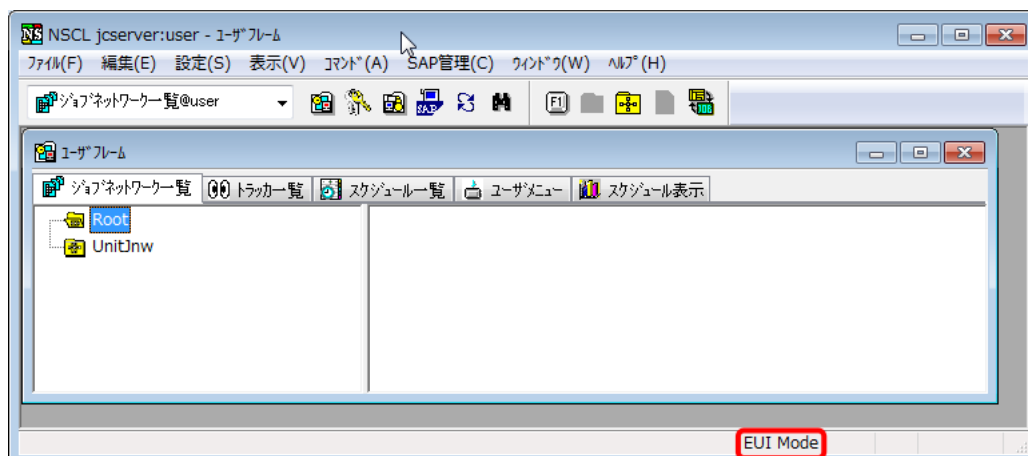 NSCL jcserver:user - ﾕｰｻﾞﾌﾚｰﾑ
ﾌｧｲﾙ(F) 編集(E) 設定(S) 表示(V) ｺﾏﾝﾄﾞ(A) SAP管理(C) ｳｨﾝﾄﾞｳ(W) ﾍﾙﾌﾟ(H)
ｼﾞｮﾌﾞﾈｯﾄﾜｰｸ一覧@user
ﾕｰｻﾞﾌﾚｰﾑ
ｼﾞｮﾌﾞﾈｯﾄﾜｰｸ一覧 ﾄﾗｯｶ一覧 ｽｹｼﾞｭｰﾙ一覧 ﾕｰｻﾞﾒﾆｭｰ ｽｹｼﾞｭｰﾙ表示
Root
UnitJnw
EUI Mode